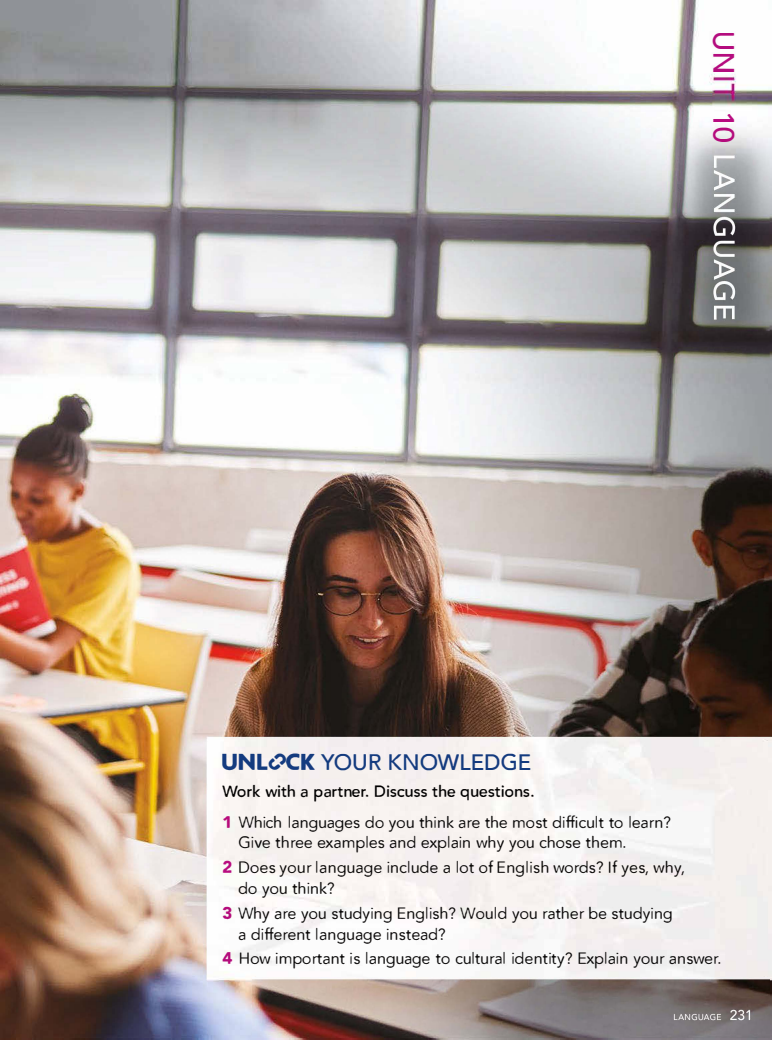 UNIT 10 LANGUAGE
UNLOCK YOUR KNOWLEDGE
Work with a partner. Discuss the questions.
1 Which languages do you think are the most difficult to learn?
Give three examples and explain why you chose them.
2 Does your language include a lot of English words? If yes, why,
do you think?
3 Why are you studying English? Would you rather be studying
a different language instead?
4 How important is language to cultural identity? Explain your answer.
LANGUAGE 231